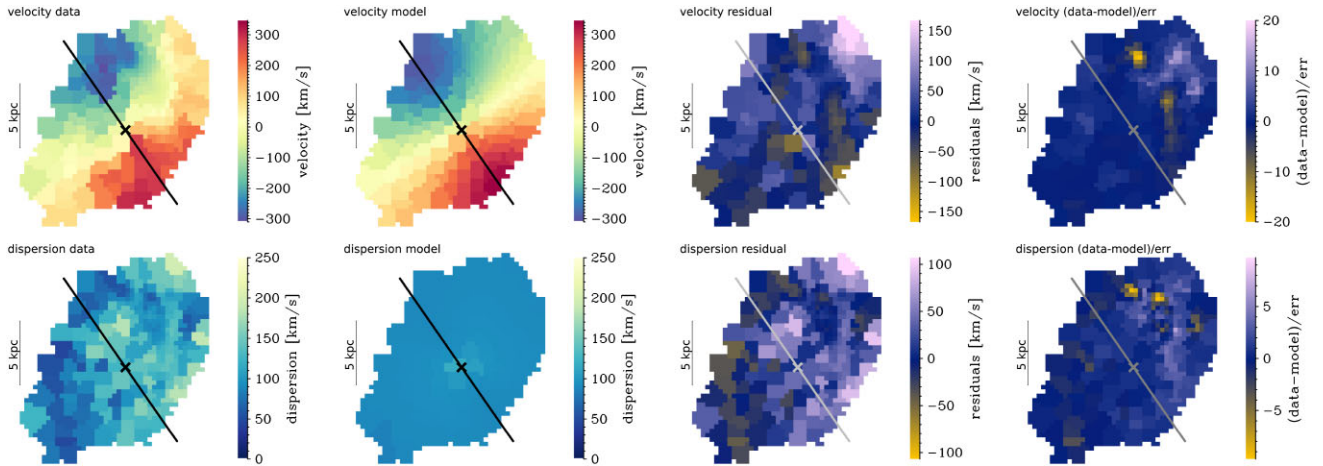 velocity data
velocity model
velocity residual
velocity (data-model)/err
5 kpc
300
200
100
0
−100
−200
−300
velocity [km/s]
5 kpc
300
200
100
0
−100
−200
−300
velocity [km/s]
5 kpc
150
100
50
0
−50
−100
−150
residuals [km/s]
5 kpc
20
10
0
−10
−20
(data−model)/err
dispersion data
dispersion model
dispersion residual
dispersion (data-model)/err
5 kpc
250
200
150
100
50
0
dispersion [km/s]
5 kpc
250
200
150
100
50
0
dispersion [km/s]
5 kpc
100
50
0
−50
−100
residuals [km/s]
5 kpc
5
0
−5
(data−model)/err